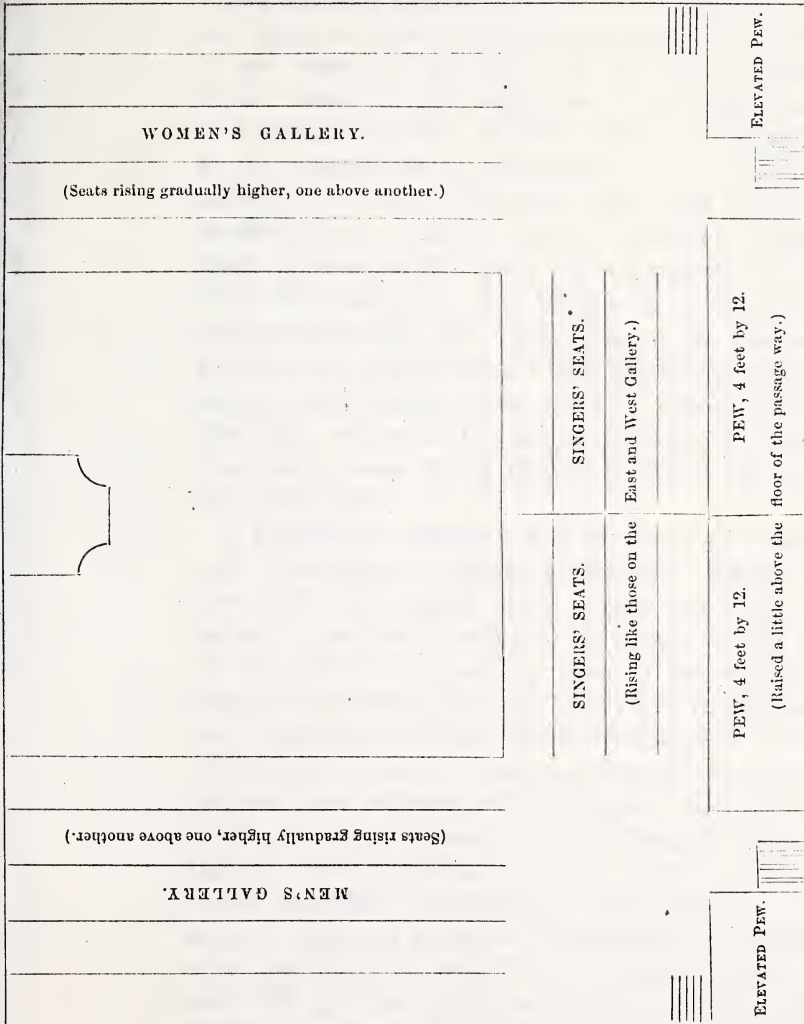 ELEVATED PEW.
WOMEN'S GALLERY.
(Seats rising gradually higher, one above another.)
SINGERS' SEATS.
SINGERS' SEATS.
(Rising like those on the East and West Gallery.)
PEW, 4 feet by 12.
PEW, 4 feet by 12.
(Raised a little above the floor of the passage way.)
(Seats rising gradually higher, one above another.)
MEN'S GALLERY.
ELEVATED PEW.